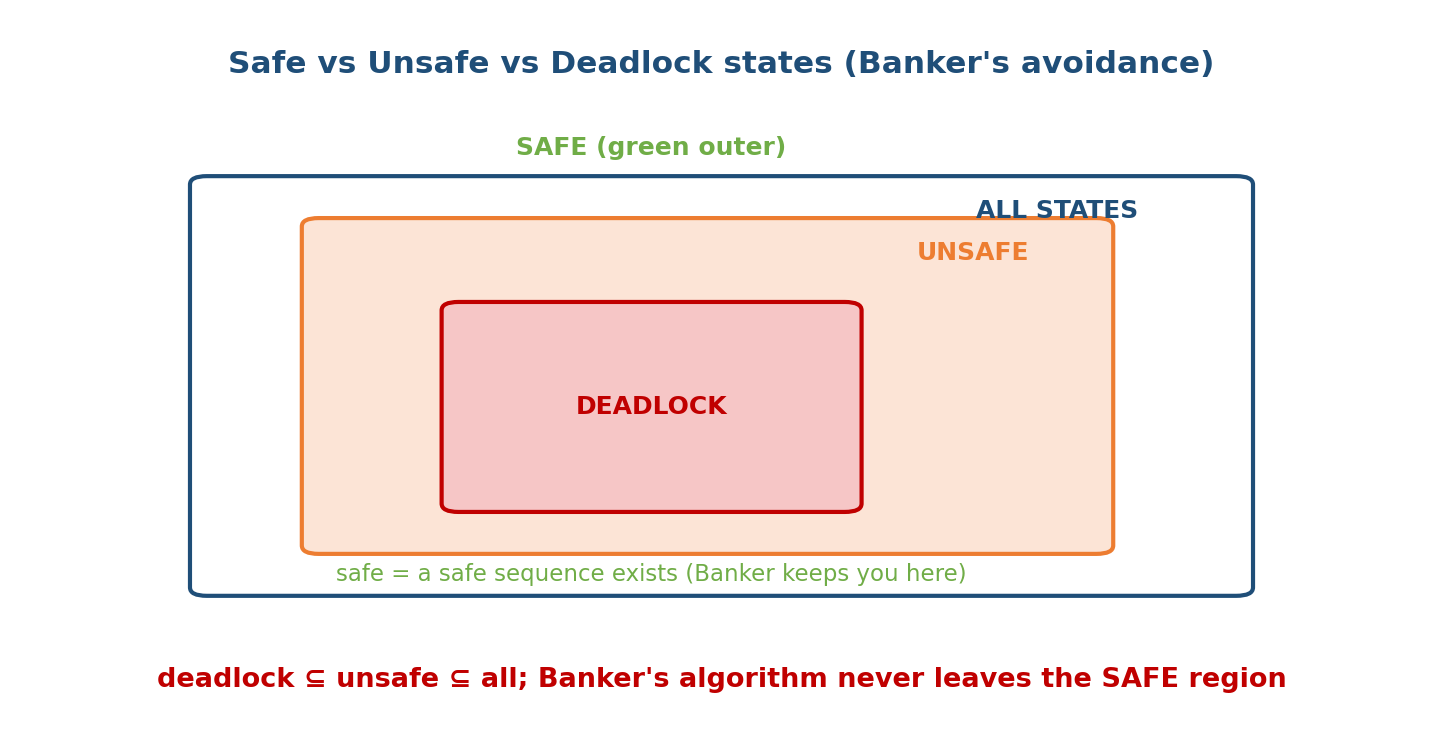 Safe vs Unsafe vs Deadlock states (Banker's avoidance)
SAFE (green outer)
ALL STATES
UNSAFE
DEADLOCK
safe = a safe sequence exists (Banker keeps you here)
deadlock ⊆ unsafe ⊆ all; Banker's algorithm never leaves the SAFE region